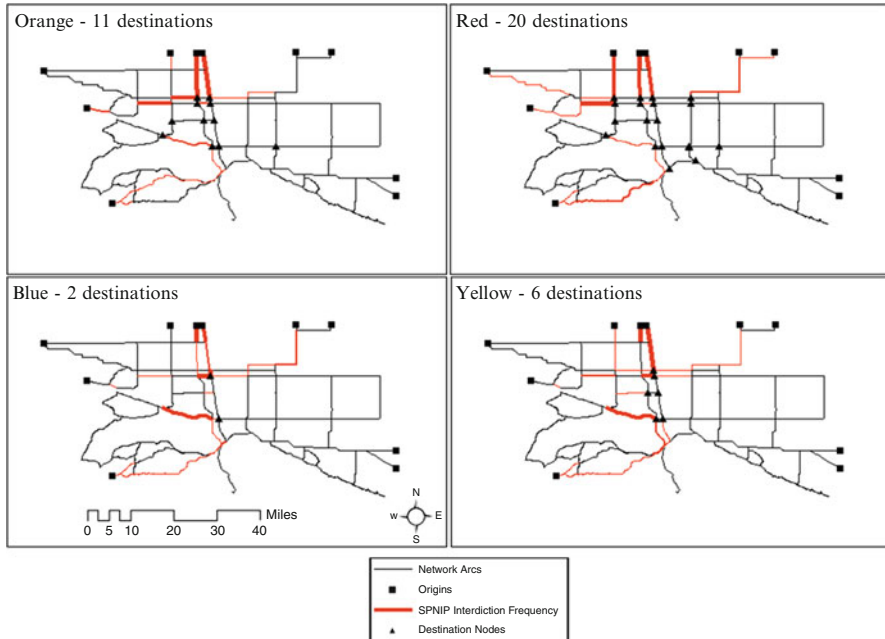 Orange - 11 destinations
Red - 20 destinations
Blue - 2 destinations
Yellow - 6 destinations
N
W E
S
Miles
0 5 10 20 30 40
Network Arcs
Origins
SPNIP Interdiction Frequency
Destination Nodes